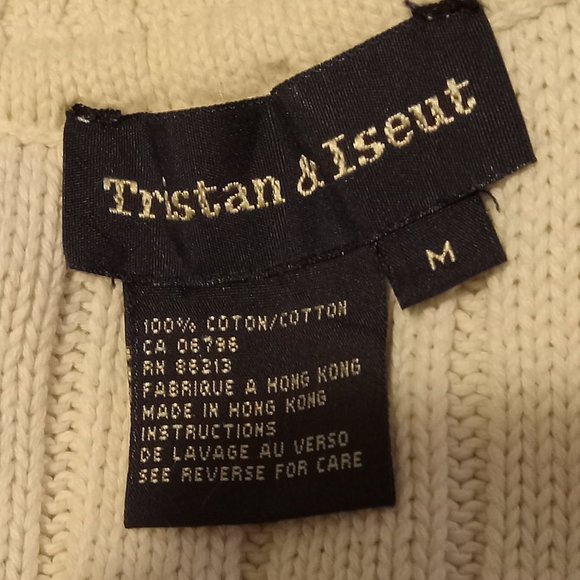 Tristan & Iseut
M
100% COTON/COTTON
CA 06796
RN 88213
FABRIQUE A HONG KONG
MADE IN HONG KONG
INSTRUCTIONS
DE LAVAGE AU VERSO
SEE REVERSE FOR CARE